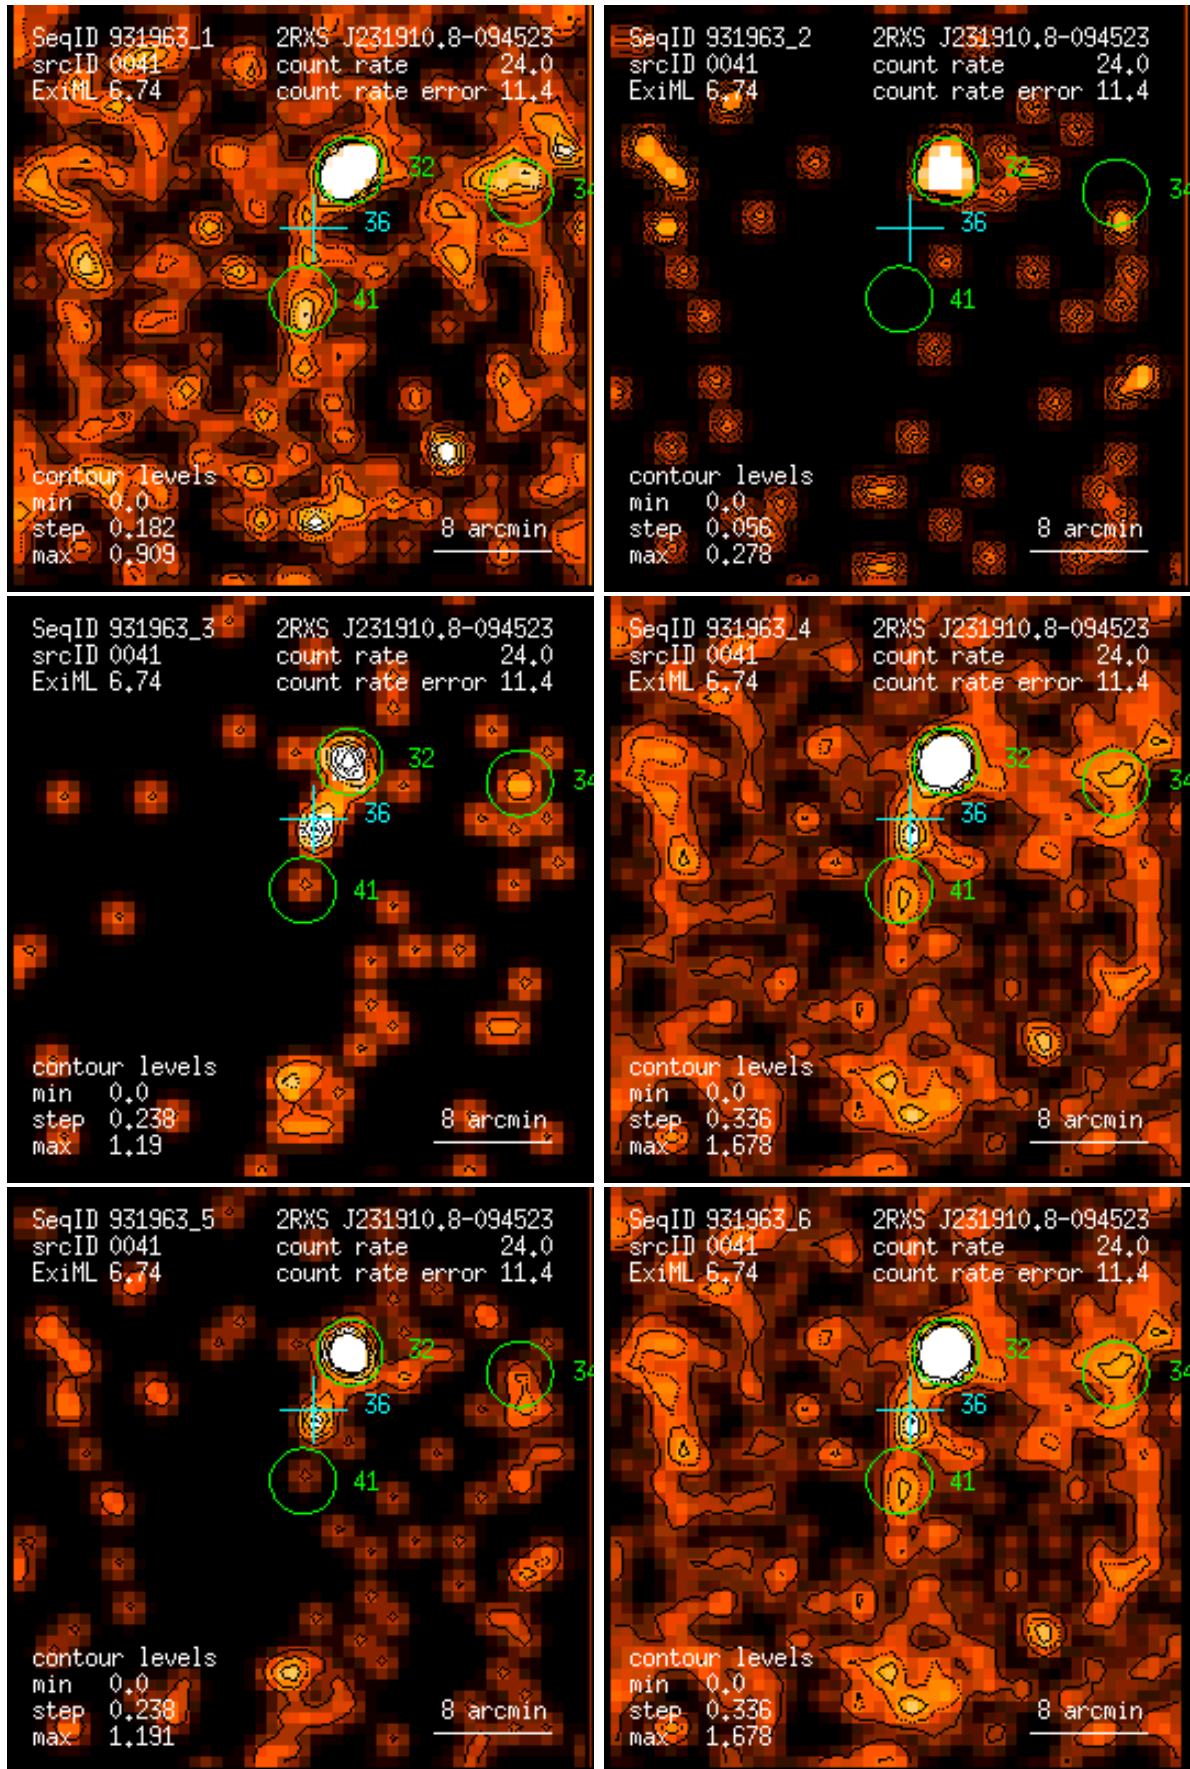 SeqID 931963_1 2RXS J231910.8-094523
srcID 0041 count rate 24.0
ExiML 6.74 count rate error 11.4
32
34
36
41
contour levels
min 0.0
step 0.182
max 0.909
8 arcmin
SeqID 931963_2 2RXS J231910.8-094523
srcID 0041 count rate 24.0
ExiML 6.74 count rate error 11.4
32
34
36
41
contour levels
min 0.0
step 0.056
max 0.278
8 arcmin
SeqID 931963_3 2RXS J231910.8-094523
srcID 0041 count rate 24.0
ExiML 6.74 count rate error 11.4
32
34
36
41
contour levels
min 0.0
step 0.238
max 1.19
8 arcmin
SeqID 931963_4 2RXS J231910.8-094523
srcID 0041 count rate 24.0
ExiML 6.74 count rate error 11.4
32
34
36
41
contour levels
min 0.0
step 0.336
max 1.678
8 arcmin
SeqID 931963_5 2RXS J231910.8-094523
srcID 0041 count rate 24.0
ExiML 6.74 count rate error 11.4
32
34
36
41
contour levels
min 0.0
step 0.238
max 1.191
8 arcmin
SeqID 931963_6 2RXS J231910.8-094523
srcID 0041 count rate 24.0
ExiML 6.74 count rate error 11.4
32
34
36
41
contour levels
min 0.0
step 0.336
max 1.678
8 arcmin